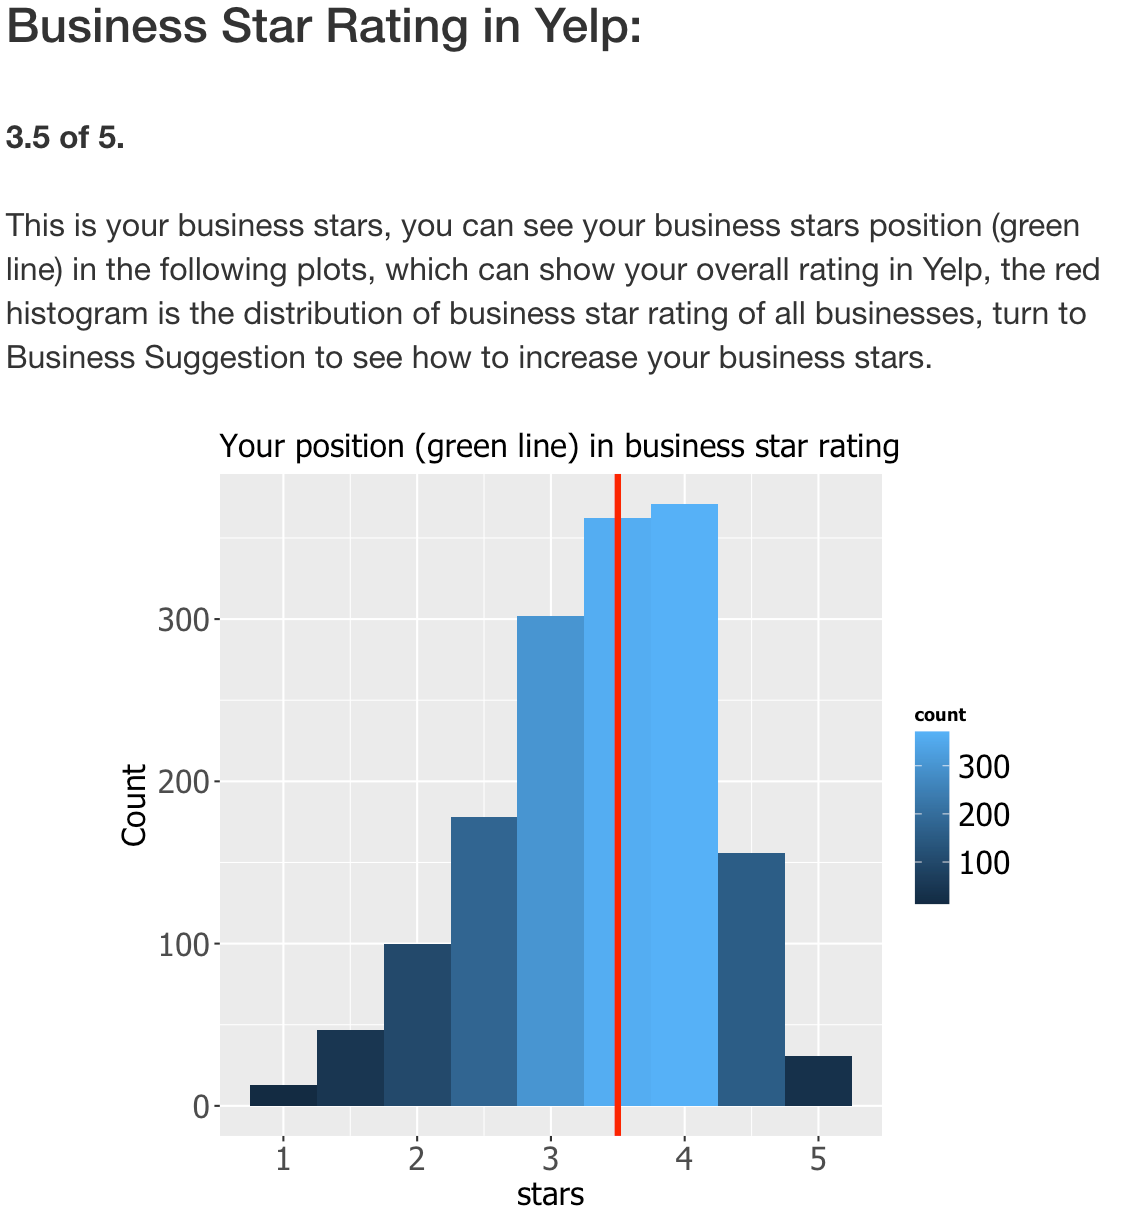 Business Star Rating in Yelp:
3.5 of 5.
This is your business stars, you can see your business stars position (green
line) in the following plots, which can show your overall rating in Yelp, the red
histogram is the distribution of business star rating of all businesses, turn to
Business Suggestion to see how to increase your business stars.
Your position (green line) in business star rating
Count
300
200
100
0
1 2 3 4 5
stars
count
300
200
100